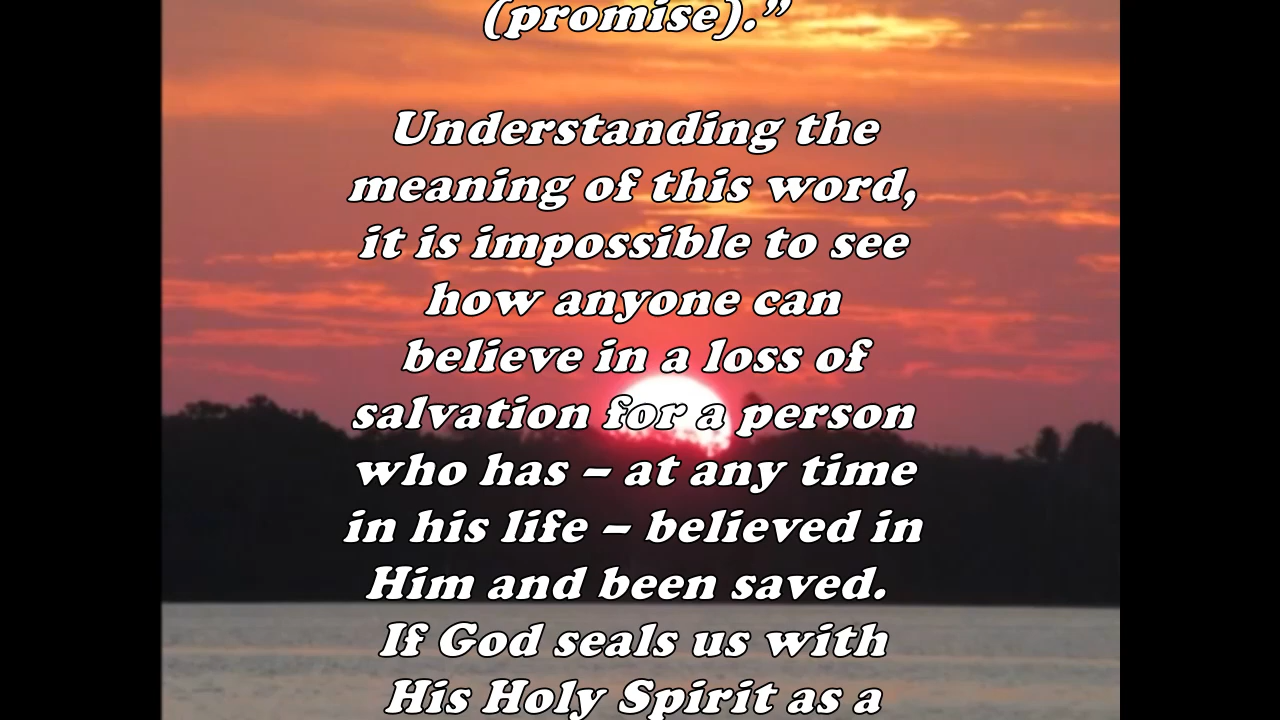 (promise).”
Understanding the
meaning of this word,
it is impossible to see
how anyone can
believe in a loss of
salvation for a person
who has – at any time
in his life – believed in
Him and been saved.
If God seals us with
His Holy Spirit as a